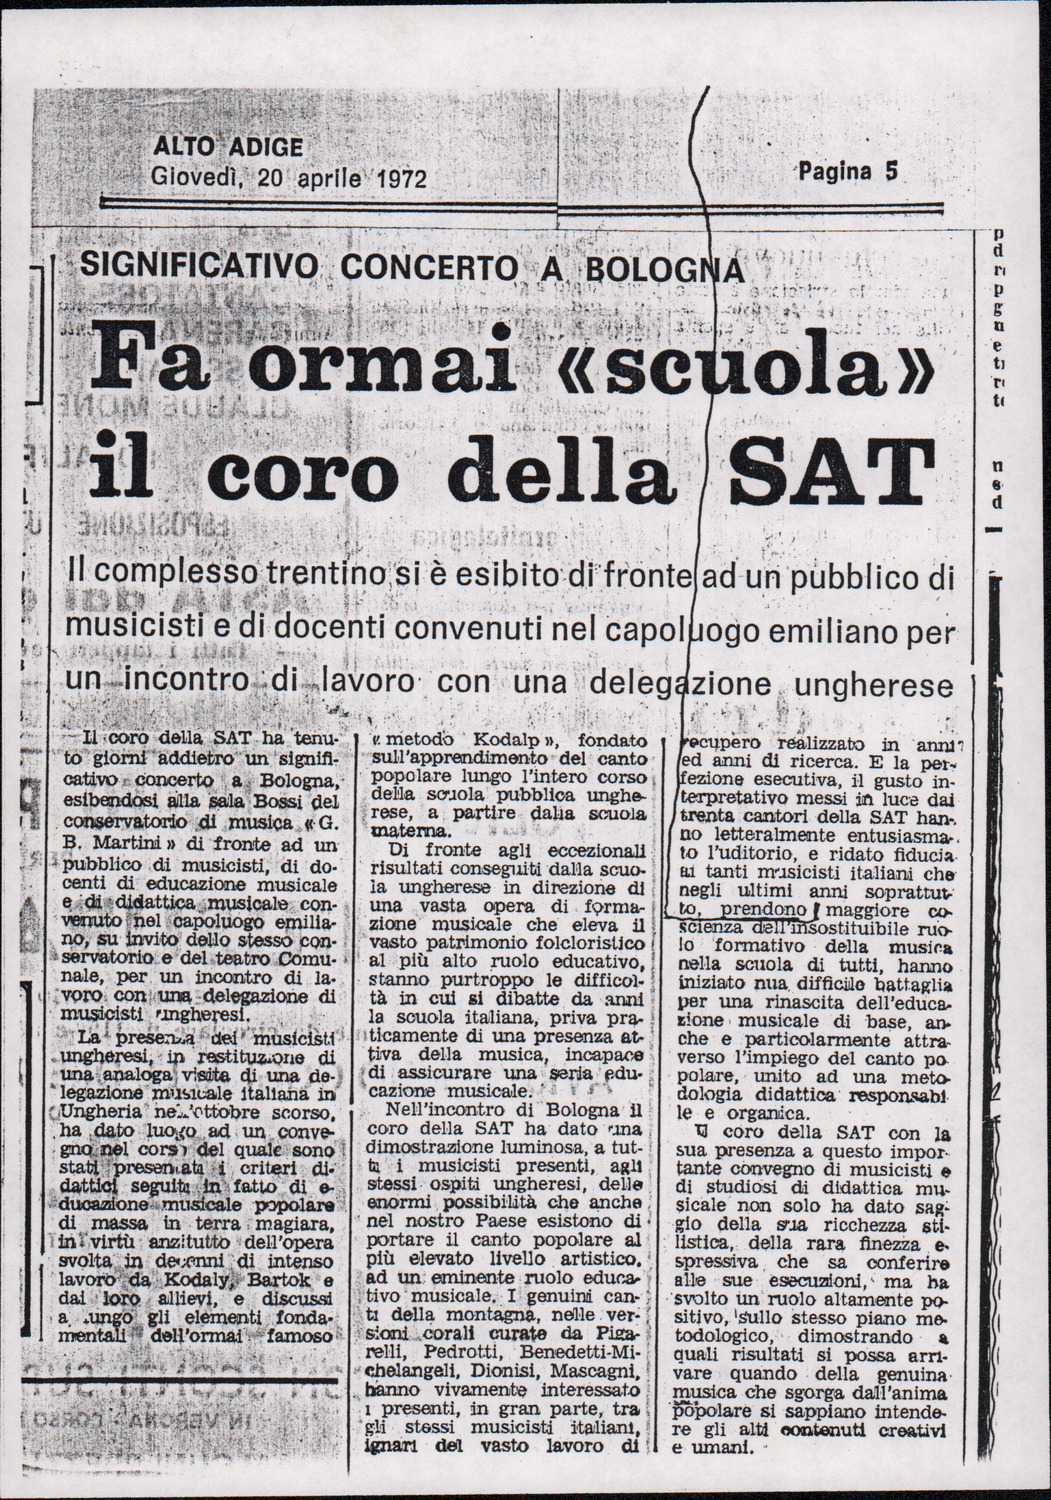 ALTO ADIGE
Giovedì, 20 aprile 1972
Pagina 5
SIGNIFICATIVO CONCERTO A BOLOGNA
Fa ormai «scuola»
il coro della SAT
Il complesso trentino si è esibito di fronte ad un pubblico di
musicisti e di docenti convenuti nel capoluogo emiliano per
un incontro di lavoro con una delegazione ungherese
Il coro della SAT ha tenu-
to giorni addietro un signifi-
cativo concerto a Bologna,
esibendosi alla sala Bossi del
conservatorio di musica «G.
B. Martini» di fronte ad un
pubblico di musicisti, di do-
centi di educazione musicale
e di didattica musicale con-
venuto nel capoluogo emilia-
no, su invito dello stesso con-
servatorio e del teatro Comu-
nale, per un incontro di la-
voro con una delegazione di
musicisti ungheresi.
La presenza dei musicisti
ungheresi, in restituzione di
una analoga visita di una de-
legazione musicale italiana in
Ungheria nell'ottobre scorso,
ha dato luogo ad un conve-
gno nel corso del quale sono
stati presentati i criteri di-
dattici seguiti in fatto di e-
ducazione musicale popolare
di massa in terra magiara,
in virtù anzitutto dell'opera
svolta in decenni di intenso
lavoro da Kodaly, Bartok e
dai loro allievi, e discussi
a lungo gli elementi fonda-
mentali dell'ormai famoso
«metodo Kodalp», fondato
sull'apprendimento del canto
popolare lungo l'intero corso
della scuola pubblica unghe-
rese, a partire dalla scuola
materna.
Di fronte agli eccezionali
risultati conseguiti dalla scuo-
la ungherese in direzione di
una vasta opera di forma-
zione musicale che eleva il
vasto patrimonio folcloristico
al più alto ruolo educativo,
stanno purtroppo le difficol-
tà in cui si dibatte da anni
la scuola italiana, priva pra-
ticamente di una presenza at-
tiva della musica, incapace
di assicurare una seria edu-
cazione musicale.
Nell'incontro di Bologna il
coro della SAT ha dato una
dimostrazione luminosa, a tut-
ti i musicisti presenti, agli
stessi ospiti ungheresi, delle
enormi possibilità che anche
nel nostro Paese esistono di
portare il canto popolare al
più elevato livello artistico,
ad un eminente ruolo educa-
tivo musicale. I genuini can-
ti della montagna, nelle ver-
sioni corali curate da Piga-
relli, Pedrotti, Benedetti-Mi-
chelangeli, Dionisi, Mascagni,
hanno vivamente interessato
i presenti, in gran parte, tra
gli stessi musicisti italiani,
ignari del vasto lavoro di
recupero realizzato in anni
ed anni di ricerca. E la per-
fezione esecutiva, il gusto in-
terpretativo messi in luce dai
trenta cantori della SAT han-
no letteralmente entusiasma-
to l'uditorio, e ridato fiducia
ai tanti musicisti italiani che
negli ultimi anni soprattut-
to, prendono maggiore co-
scienza dell'insostituibile ruo-
lo formativo della musica
nella scuola di tutti, hanno
iniziato nua difficile battaglia
per una rinascita dell'educa-
zione musicale di base, an-
che e particolarmente attra-
verso l'impiego del canto po-
polare, unito ad una meto-
dologia didattica responsabi-
le e organica.
Il coro della SAT con la
sua presenza a questo impor-
tante convegno di musicisti e
di studiosi di didattica mu-
sicale non solo ha dato sag-
gio della sua ricchezza sti-
listica, della rara finezza e-
spressiva che sa conferire
alle sue esecuzioni, ma ha
svolto un ruolo altamente po-
sitivo, sullo stesso piano me-
todologico, dimostrando a
quali risultati si possa arri-
vare quando della genuina
musica che sgorga dall'anima
popolare si sappiano intende-
re gli alti contenuti creativi
e umani.